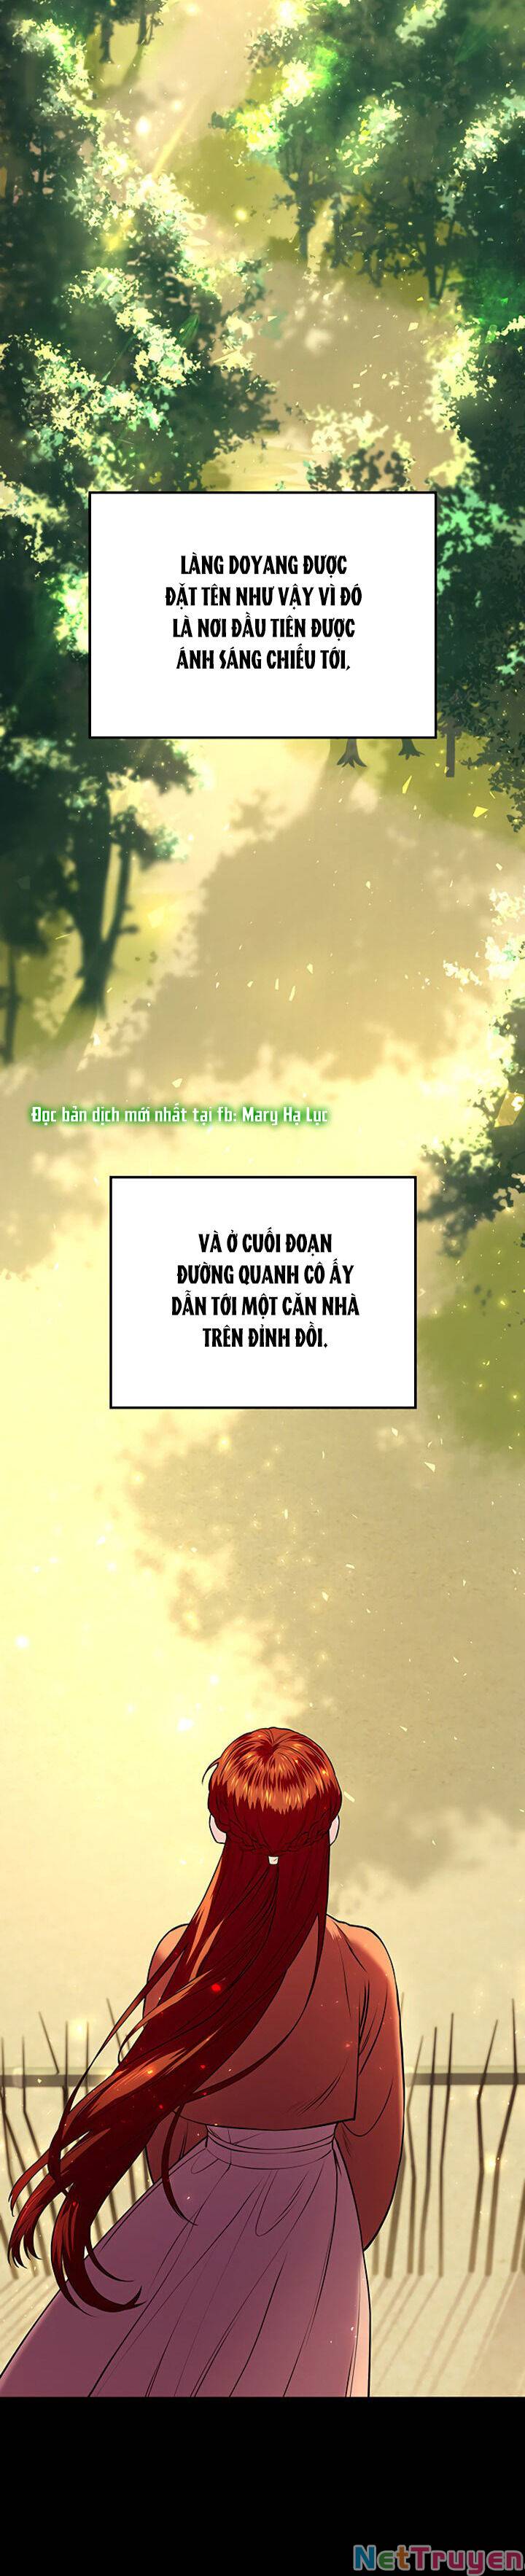 LÀNG DOYANG ĐƯỢC
ĐẶT TÊN NHƯ VẬY VÌ ĐÓ
LÀ NƠI ĐẦU TIÊN ĐƯỢC
ÁNH SÁNG CHIẾU TỚI,
Đọc bản dịch mới nhất tại fb: Mary Hạ Lục
VÀ Ở CUỐI ĐOẠN
ĐƯỜNG QUANH CÔ ẤY
DẪN TỚI MỘT CĂN NHÀ
TRÊN ĐỈNH ĐỒI.
NetTruyen